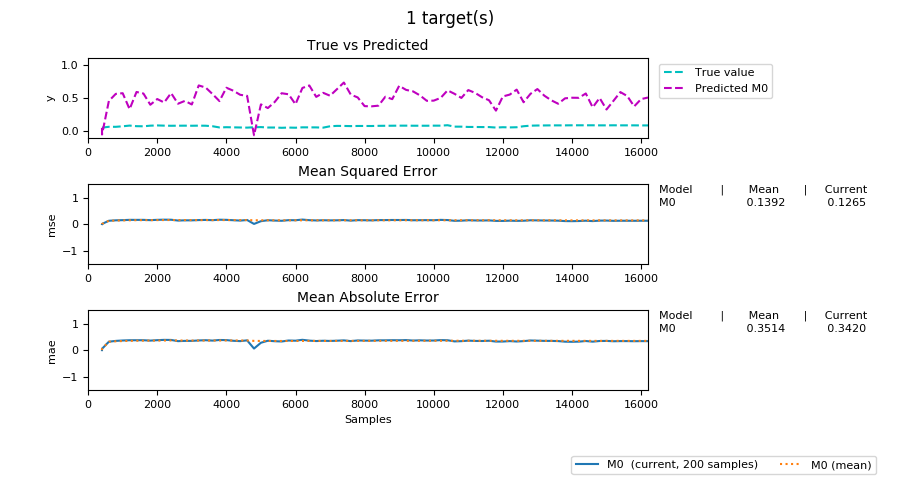 1 target(s)
True vs Predicted
y
1.0
0.5
0.0
0 2000 4000 6000 8000 10000 12000 14000 16000
True value
Predicted M0
Mean Squared Error
mse
1
0
−1
0 2000 4000 6000 8000 10000 12000 14000 16000
Model | Mean | Current
M0 0.1392 0.1265
Mean Absolute Error
mae
1
0
−1
0 2000 4000 6000 8000 10000 12000 14000 16000
Samples
Model | Mean | Current
M0 0.3514 0.3420
M0 (current, 200 samples) M0 (mean)